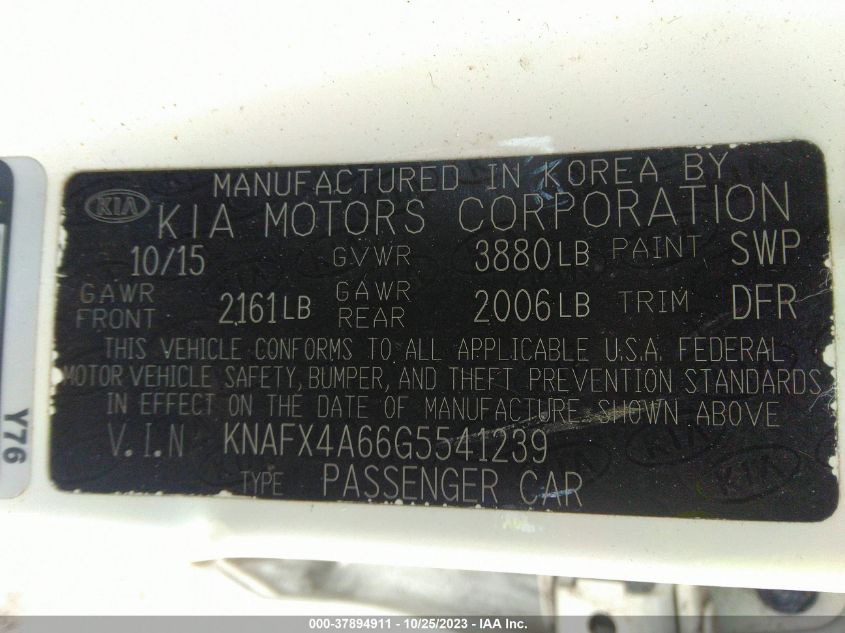 MANUFACTURED IN KOREA BY
KIA KIA MOTORS CORPORATION
10/15 GVWR 3880LB PAINT SWP
GAWR FRONT 2161LB GAWR REAR 2006LB TRIM DFR
THIS VEHICLE CONFORMS TO ALL APPLICABLE U.S.A. FEDERAL
MOTOR VEHICLE SAFETY, BUMPER, AND THEFT PREVENTION STANDARDS
IN EFFECT ON THE DATE OF MANUFACTURE SHOWN ABOVE
V.I.N KNAFX4A66G5541239
TYPE PASSENGER CAR
KIA
Y76
000-37894911 - 10/25/2023 - IAA Inc.